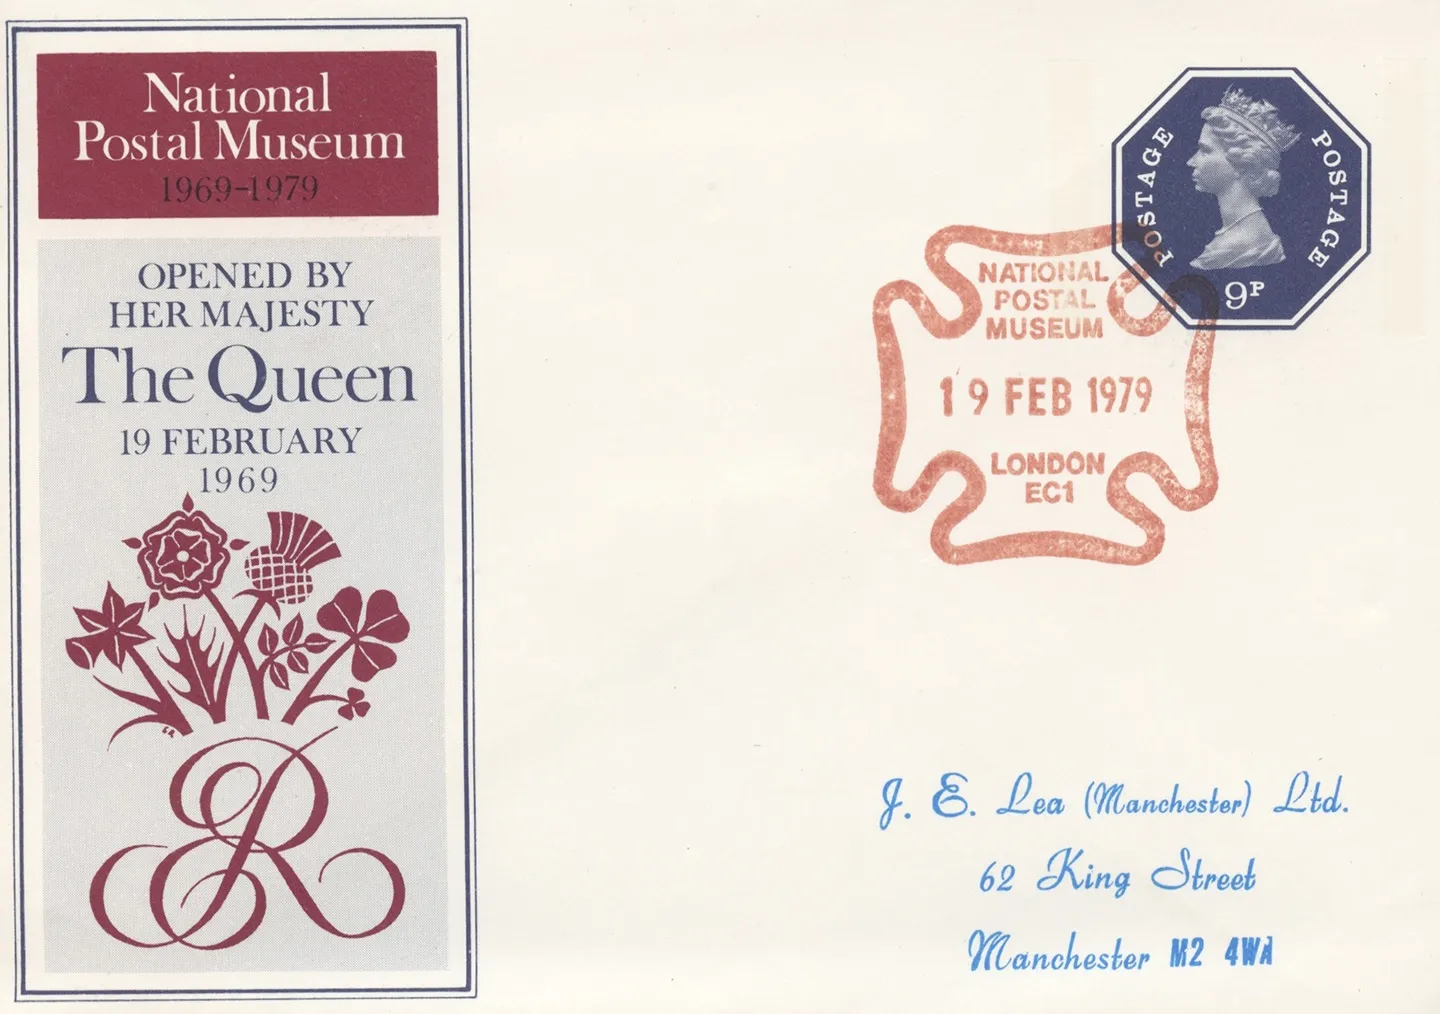 National
Postal Museum
1969-1979
OPENED BY
HER MAJESTY
The Queen
19 FEBRUARY
1969
ER
POSTAGE
POSTAGE
9P
NATIONAL
POSTAL
MUSEUM
19 FEB 1979
LONDON
EC1
J. E. Lea (Manchester) Ltd.
62 King Street
Manchester M2 4WA